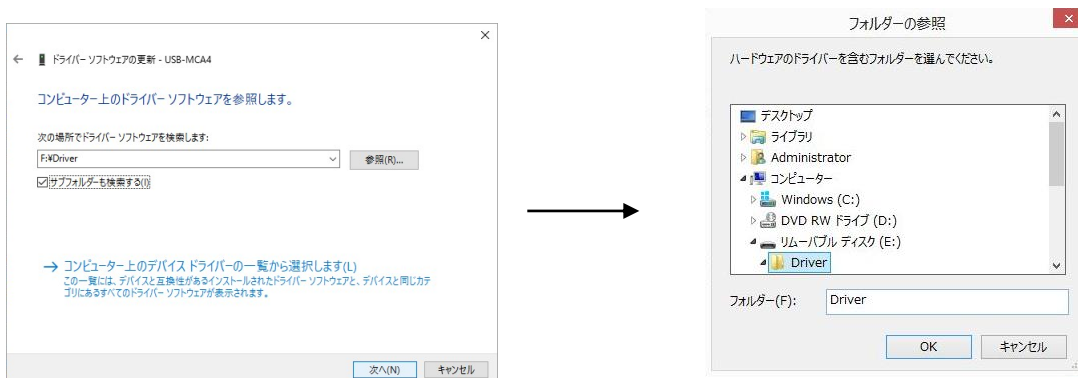 ドライバー ソフトウェアの更新 - USB-MCA4
コンピューター上のドライバー ソフトウェアを参照します。
次の場所でドライバー ソフトウェアを検索します:
F:¥Driver
参照(R)...
サブフォルダーも検索する(I)
コンピューター上のデバイス ドライバーの一覧から選択します(L)
この一覧には、デバイスと互換性があるインストールされたドライバー ソフトウェアと、デバイスと同じカテ
ゴリにあるすべてのドライバー ソフトウェアが表示されます。
次へ(N)
キャンセル
フォルダーの参照
ハードウェアのドライバーを含むフォルダーを選んでください。
デスクトップ
ライブラリ
Administrator
コンピューター
Windows (C:)
DVD RW ドライブ (D:)
リムーバブル ディスク (E:)
Driver
フォルダー(F):
Driver
OK
キャンセル